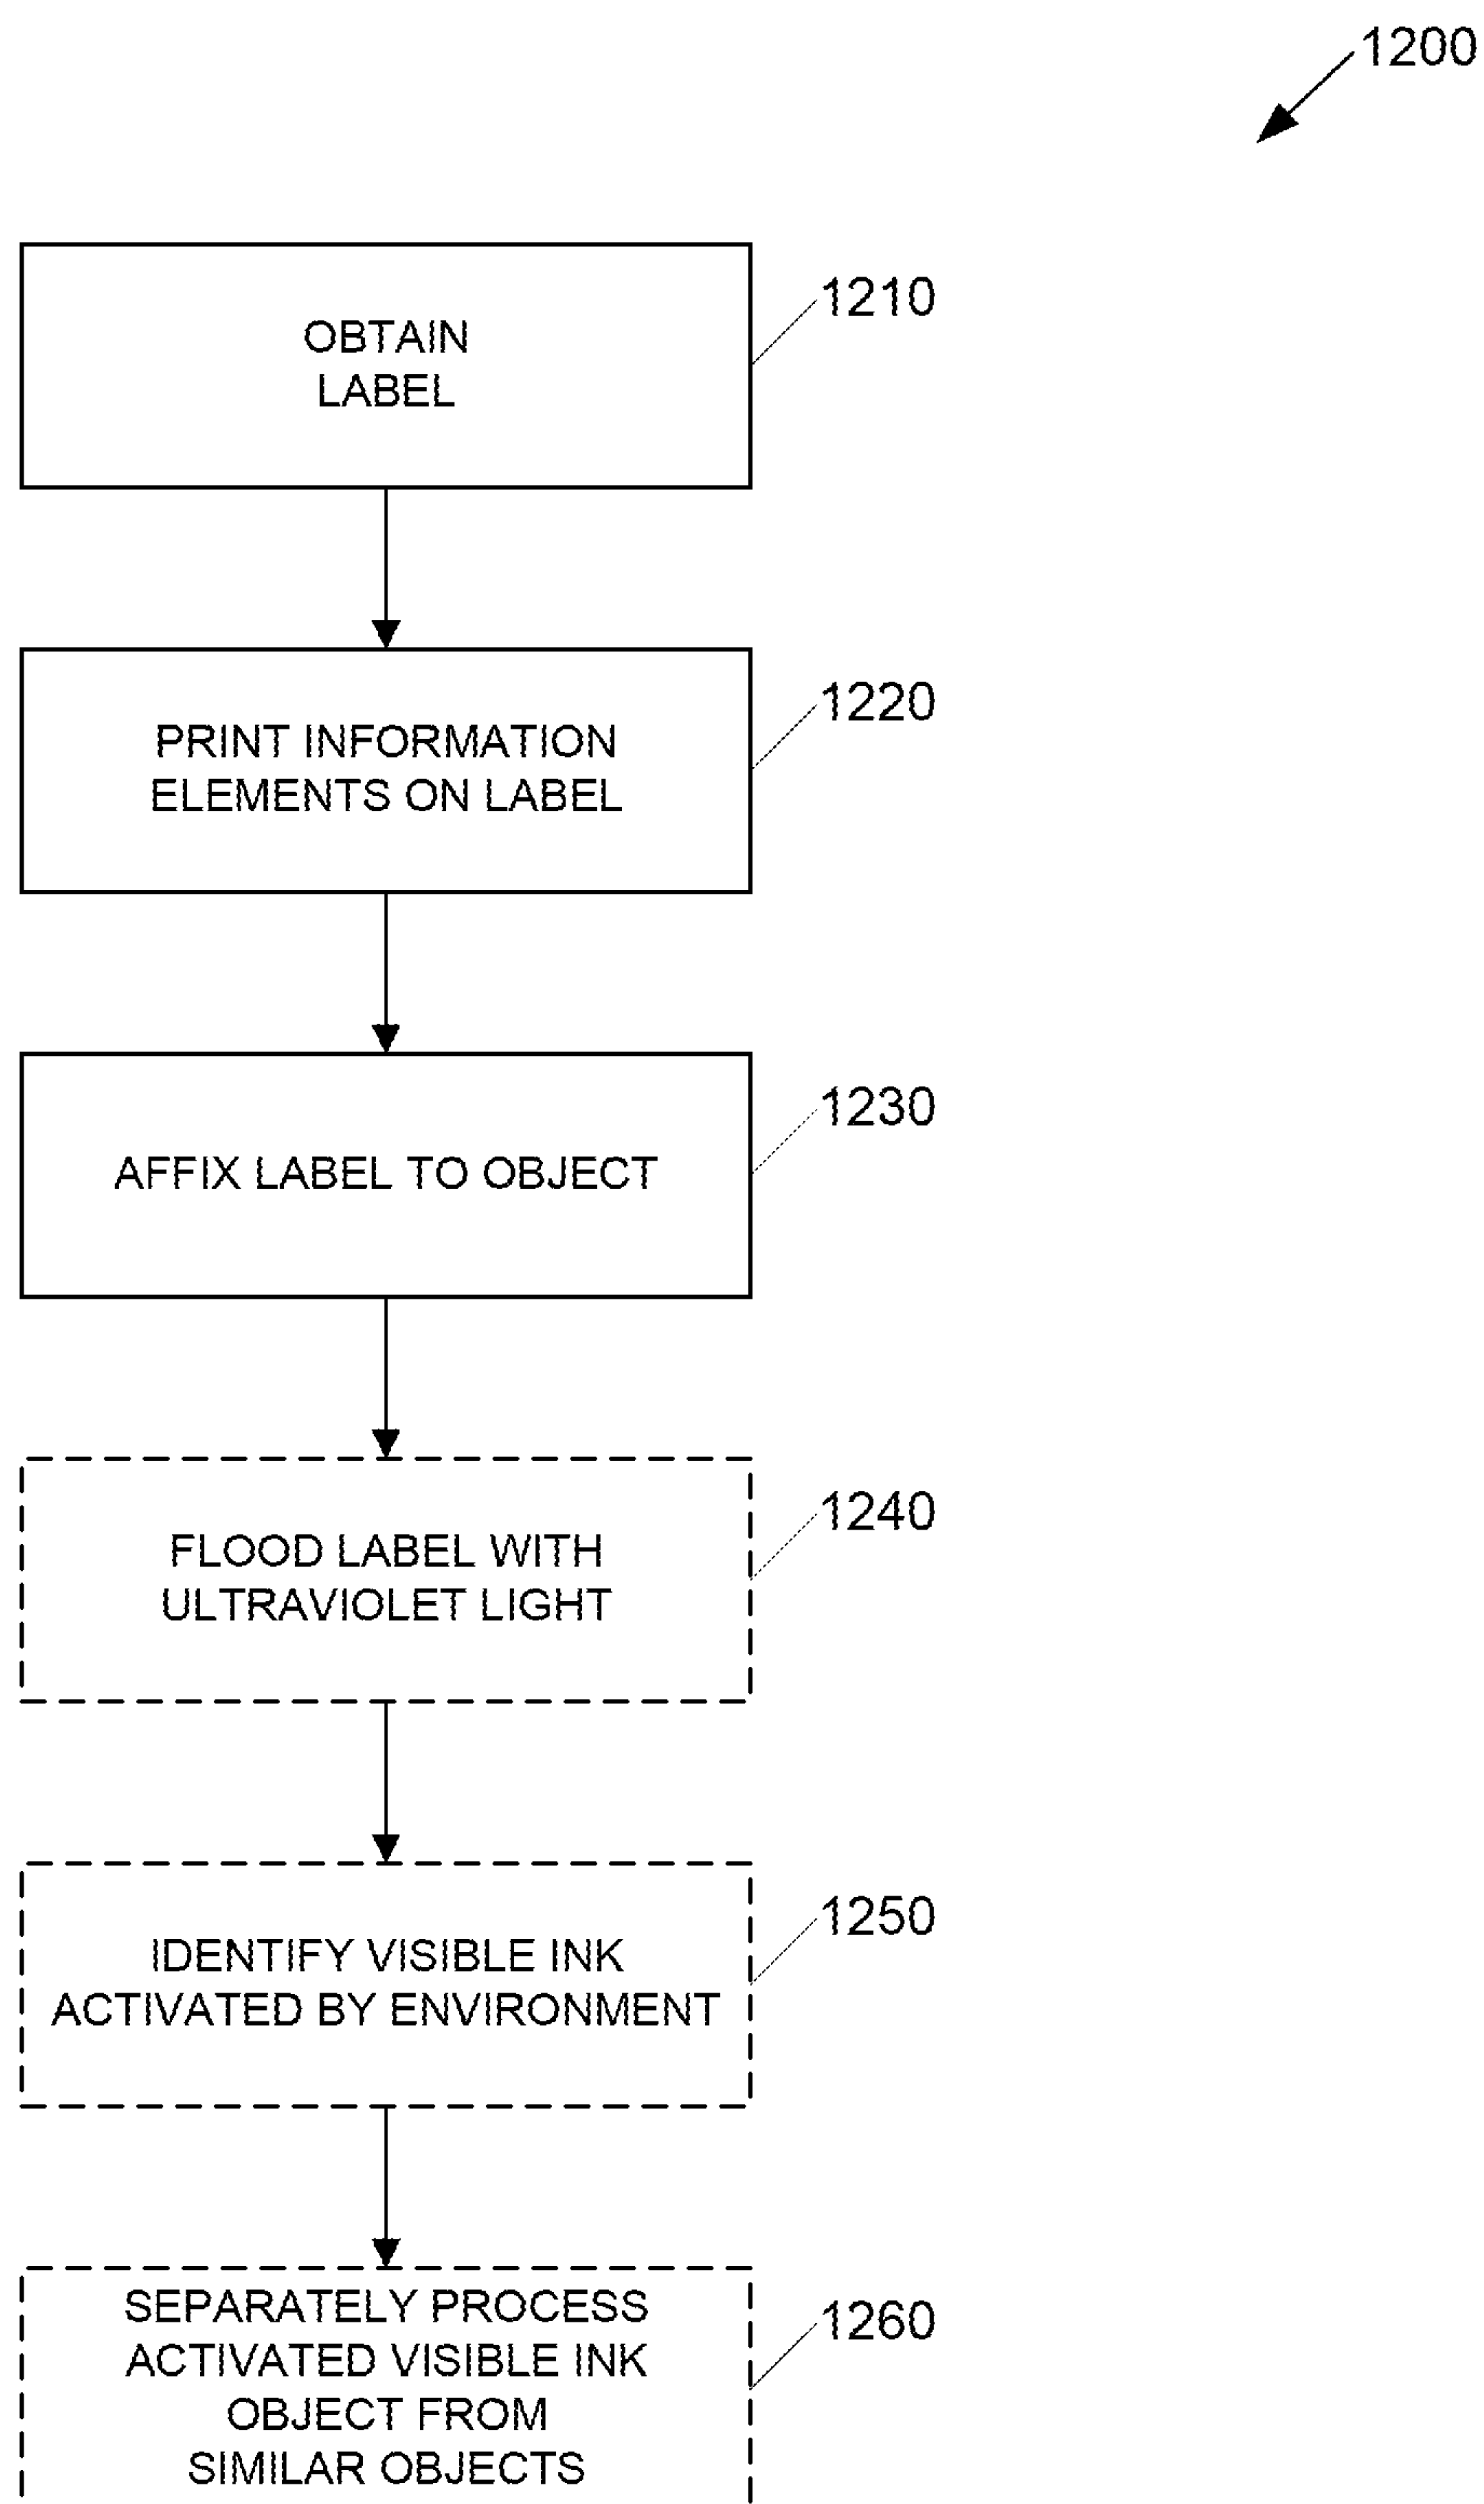 1200
OBTAIN
LABEL
1210
PRINT INFORMATION
ELEMENTS ON LABEL
1220
AFFIX LABEL TO OBJECT
1230
FLOOD LABEL WITH
ULTRAVIOLET LIGHT
1240
IDENTIFY VISIBLE INK
ACTIVATED BY ENVIRONMENT
1250
SEPARATELY PROCESS
ACTIVATED VISIBLE INK
OBJECT FROM
SIMILAR OBJECTS
1260